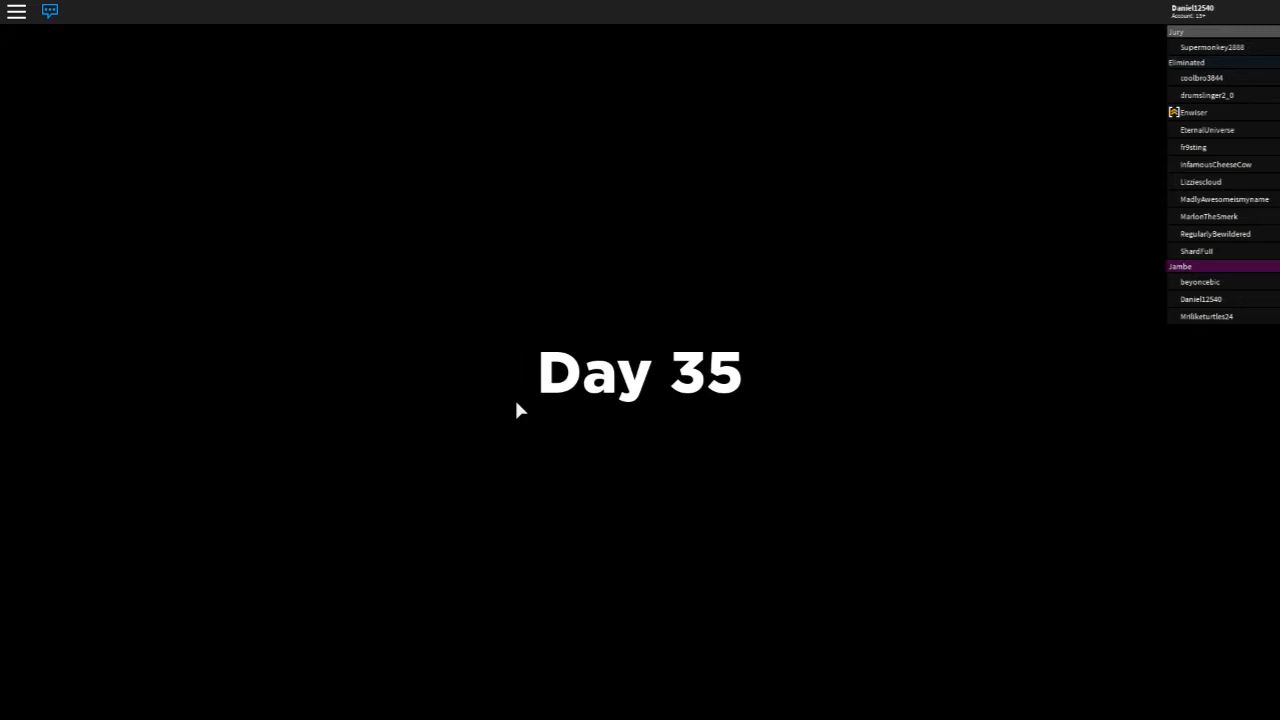 Daniel12540
Account: 13+
Jury
Supermonkey2888
Eliminated
coolbro3844
drumslinger2_0
Enwiser
EternalUniverse
fr9sting
InfamousCheeseCow
Lizziescloud
MadlyAwesomeismyname
MarlonTheSmerk
RegularlyBewildered
ShardFull
Jambe
beyoncebic
Daniel12540
Mriliketurtles24
Day 35